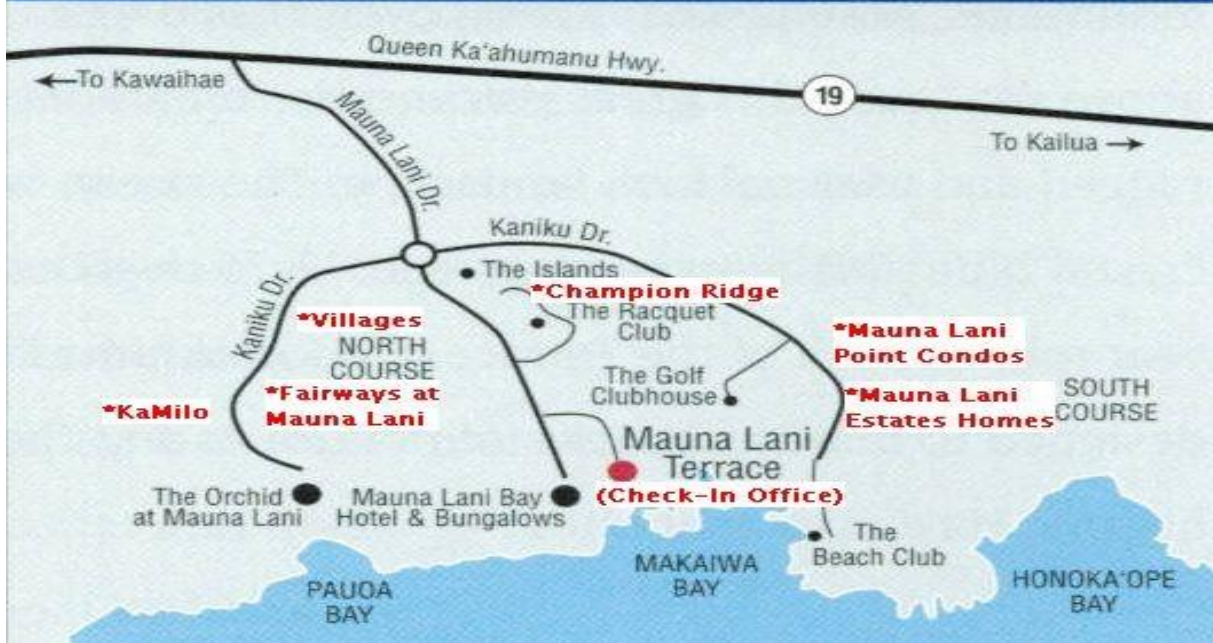 Queen Ka'ahumanu Hwy.
←To Kawaihae
19
To Kailua →
Mauna Lani Dr.
Kaniku Dr.
Kaniku Dr.
The Islands
*Champion Ridge
The Racquet
Club
*Villages
NORTH
COURSE
*Mauna Lani
Point Condos
The Golf
Clubhouse
*Fairways at
Mauna Lani
*KaMilo
*Mauna Lani
Estates Homes
SOUTH
COURSE
Mauna Lani
Terrace
(Check-In Office)
The Orchid
at Mauna Lani
Mauna Lani Bay
Hotel & Bungalows
The
Beach Club
PAUOA
BAY
MAKAIWA
BAY
HONOKA'OPE
BAY